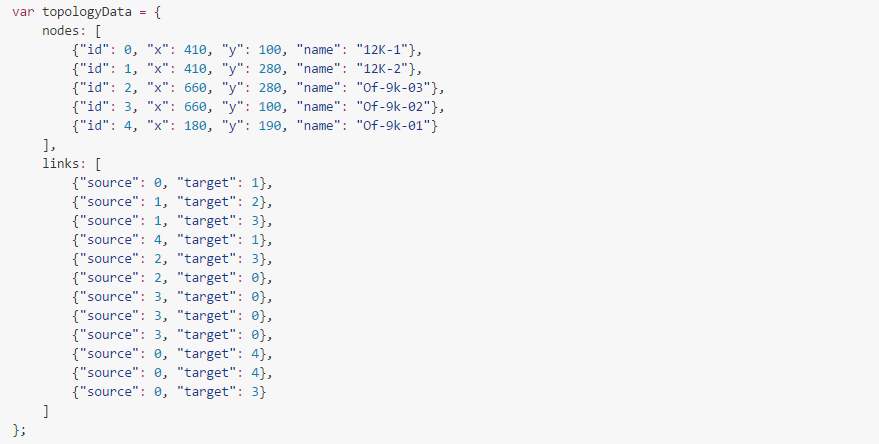 var topologyData = {
    nodes: [
        {"id": 0, "x": 410, "y": 100, "name": "12K-1"},
        {"id": 1, "x": 410, "y": 280, "name": "12K-2"},
        {"id": 2, "x": 660, "y": 280, "name": "Of-9k-03"},
        {"id": 3, "x": 660, "y": 100, "name": "Of-9k-02"},
        {"id": 4, "x": 180, "y": 190, "name": "Of-9k-01"}
    ],
    links: [
        {"source": 0, "target": 1},
        {"source": 1, "target": 2},
        {"source": 1, "target": 3},
        {"source": 4, "target": 1},
        {"source": 2, "target": 3},
        {"source": 2, "target": 0},
        {"source": 3, "target": 0},
        {"source": 3, "target": 0},
        {"source": 3, "target": 0},
        {"source": 0, "target": 4},
        {"source": 0, "target": 4},
        {"source": 0, "target": 3}
    ]
};